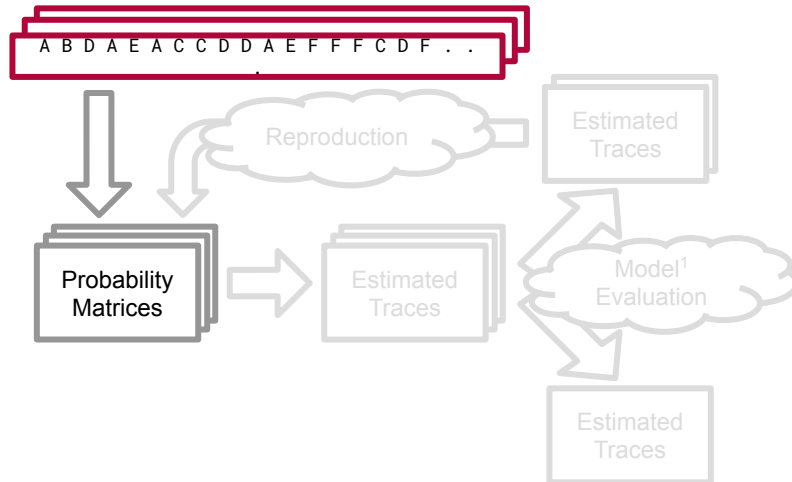 A B D A E A C C D D A E F F F C D F . .
.
Reproduction
Estimated
Traces
Probability
Matrices
Estimated
Traces
Model¹
Evaluation
Estimated
Traces